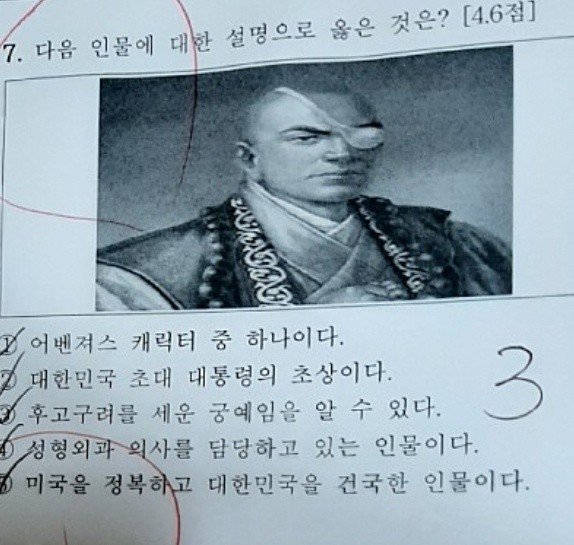 7. 다음 인물에 대한 설명으로 옳은 것은? [4.6점]
① 어벤져스 캐릭터 중 하나이다.
② 대한민국 초대 대통령의 초상이다.
③ 후고구려를 세운 궁예임을 알 수 있다.
④ 성형외과 의사를 담당하고 있는 인물이다.
⑤ 미국을 정복하고 대한민국을 건국한 인물이다.
3